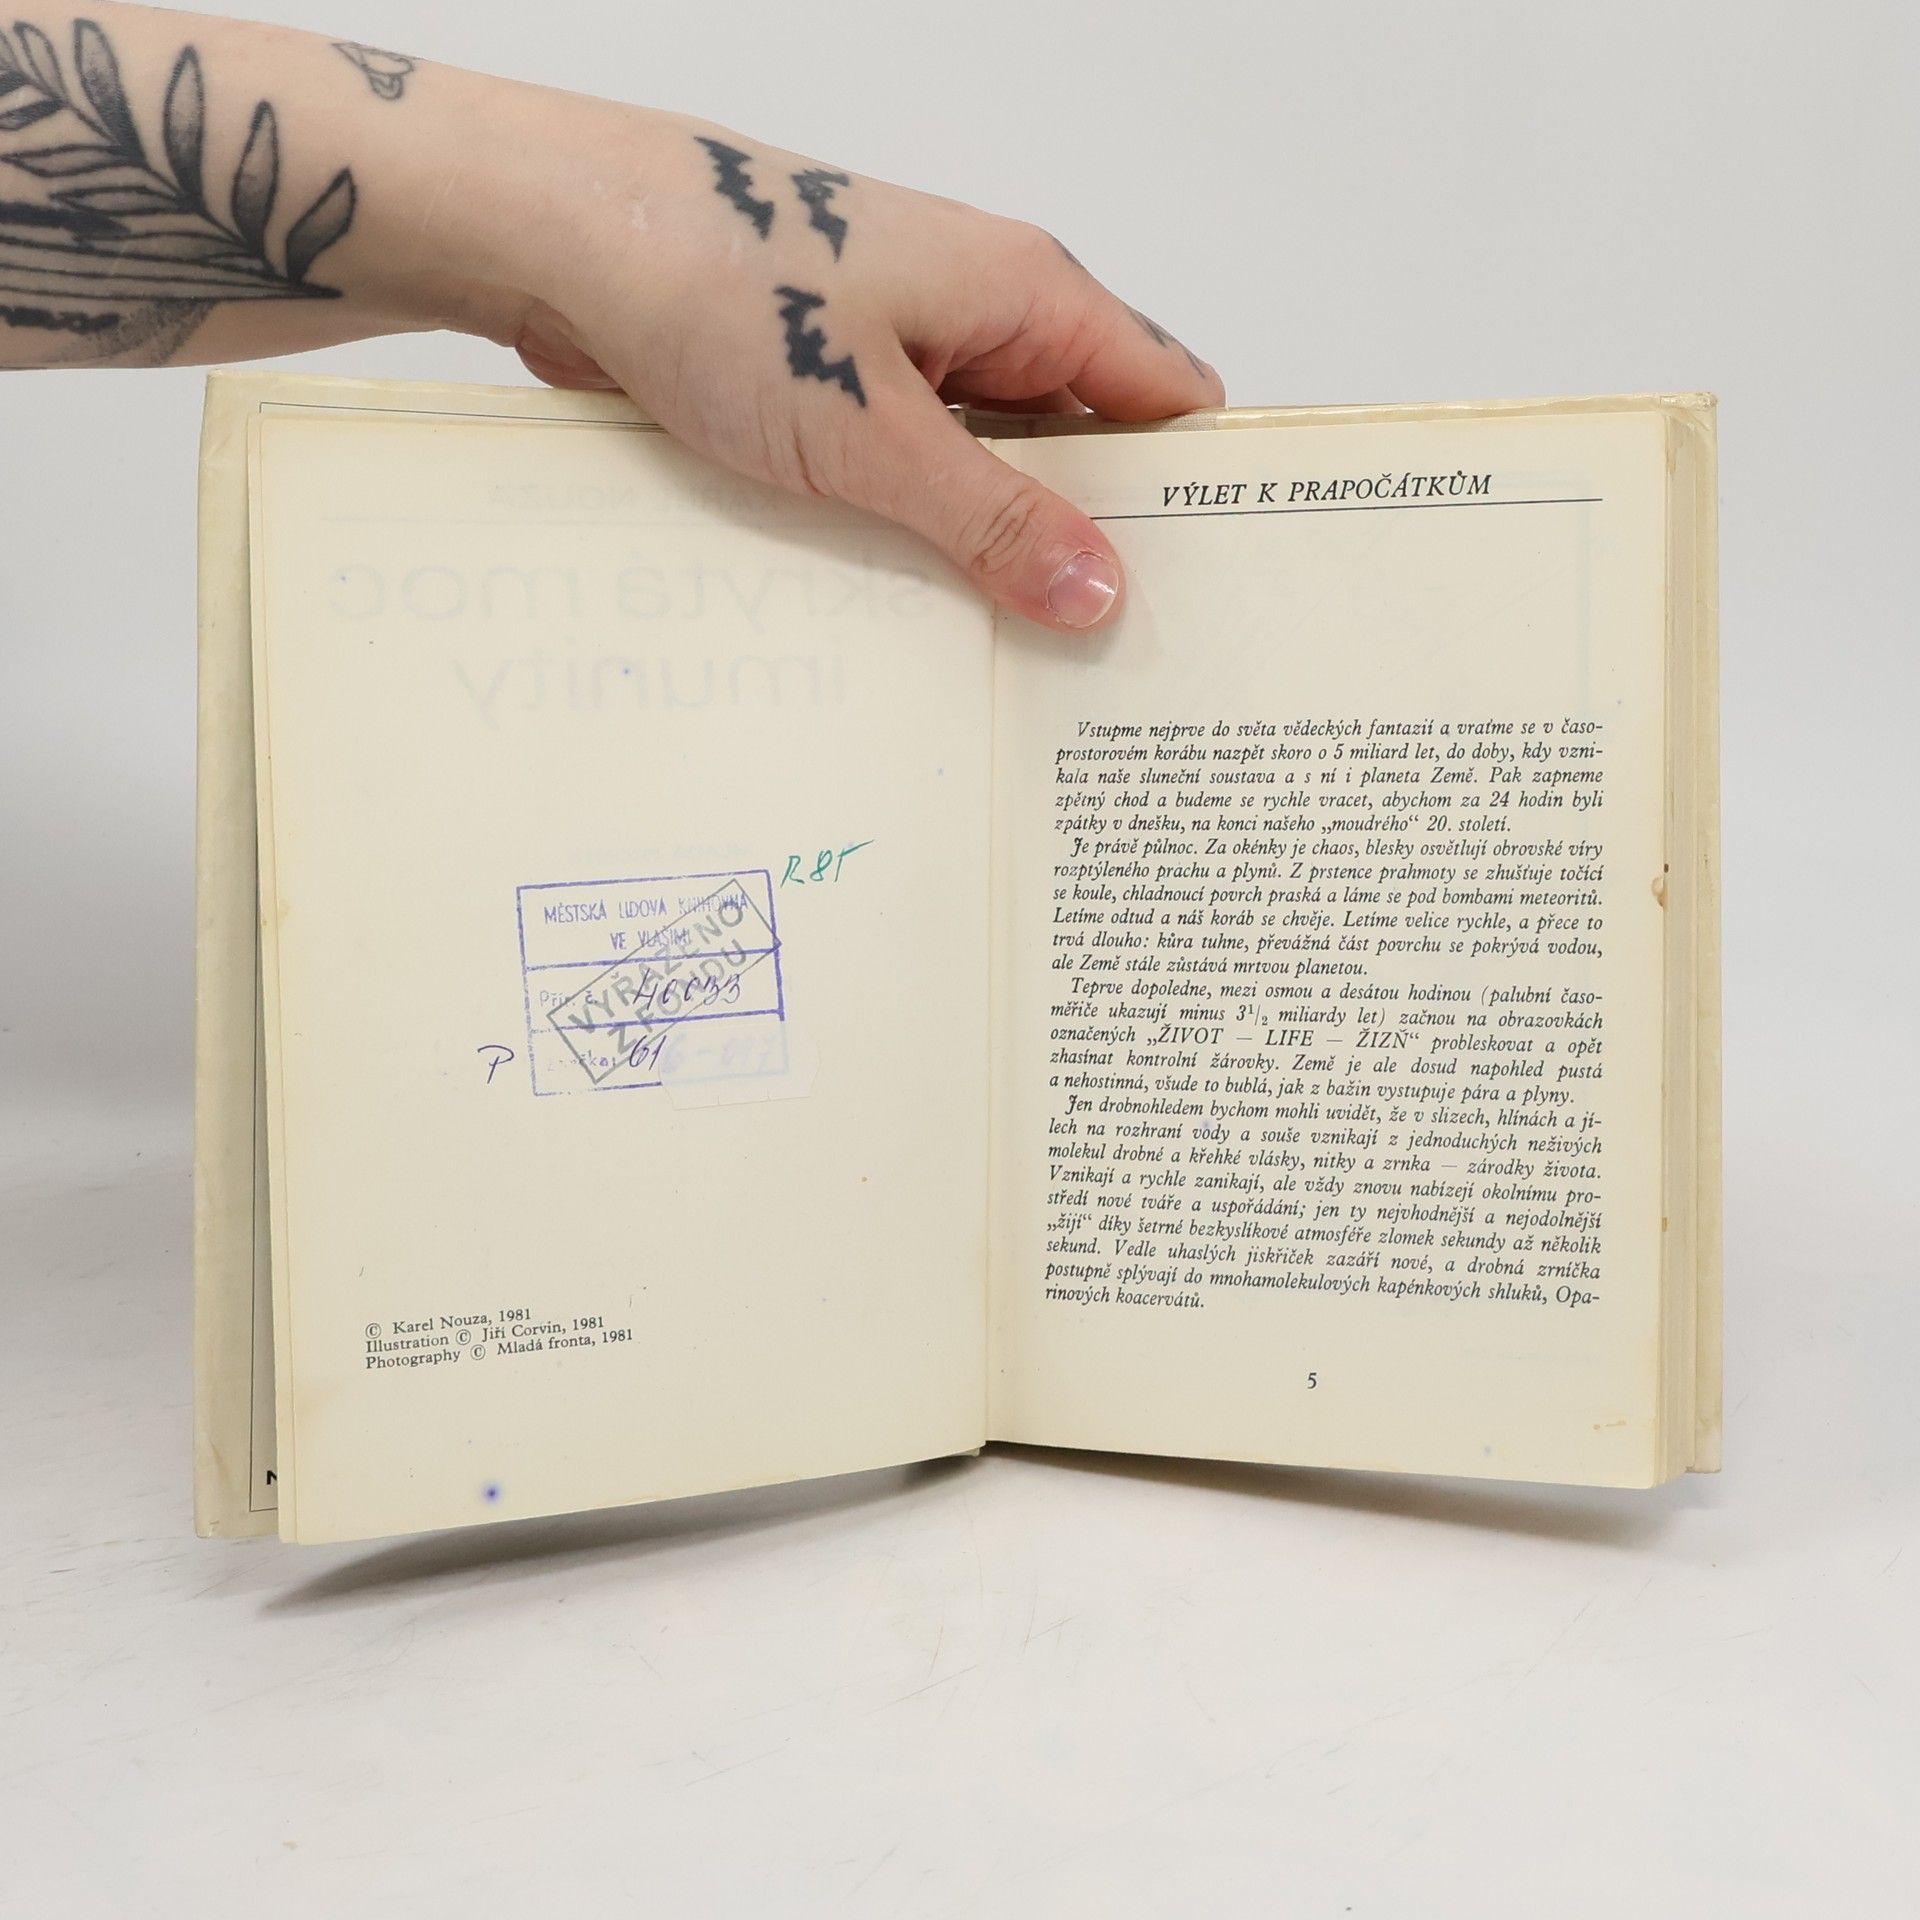 MĚSTSKÁ LIDOVÁ KNIHOVNA
VE VLAŠIMI
Přír. č. 40033
61
VYŘAZENO
Z FONDU
R 81
P
© Karel Nouza, 1981
Illustration © Jiří Corvin, 1981
Photography © Mladá fronta, 1981
VÝLET K PRAPOČÁTKŮM
Vstupme nejprve do světa vědeckých fantazií a vraťme se v časo-
prostorovém korábu nazpět skoro o 5 miliard let, do doby, kdy vzni-
kala naše sluneční soustava a s ní i planeta Země. Pak zapneme
zpětný chod a budeme se rychle vracet, abychom za 24 hodin byli
zpátky v dnešku, na konci našeho „moudrého“ 20. století.
Je právě půlnoc. Za okénky je chaos, blesky osvětlují obrovské víry
rozptýleného prachu a plynů. Z prstence prahmoty se zhušťuje točící
se koule, chladnoucí povrch praská a láme se pod bombami meteoritů.
Letíme odtud a náš koráb se chvěje. Letíme velice rychle, a přece to
trvá dlouho: kůra tuhne, převážná část povrchu se pokrývá vodou,
ale Země stále zůstává mrtvou planetou.
Teprve dopoledne, mezi osmou a desátou hodinou (palubní časo-
měřiče ukazují minus 3 1/2 miliardy let) začnou na obrazovkách
označených „ŽIVOT — LIFE — ŽIZŇ“ probleskovat a opět
zhasínat kontrolní žárovky. Země je ale dosud napohled pustá
a nehostinná, všude to bublá, jak z bažin vystupuje pára a plyny.
Jen drobnohledem bychom mohli uvidět, že v slizech, hlínách a jí-
lech na rozhraní vody a souše vznikají z jednoduchých neživých
molekul drobné a křehké vlásky, nitky a zrnka — zárodky života.
Vznikají a rychle zanikají, ale vždy znovu nabízejí okolnímu pro-
středí nové tváře a uspořádání; jen ty nejvhodnější a nejodolnější
„žijí“ díky šetrné bezkyslíkové atmosféře zlomek sekundy až několik
sekund. Vedle uhaslých jiskřiček zazáří nové, a drobná zrníčka
postupně splývají do mnohamolekulových kapénkových shluků, Opa-
rinových koacervátů.
5